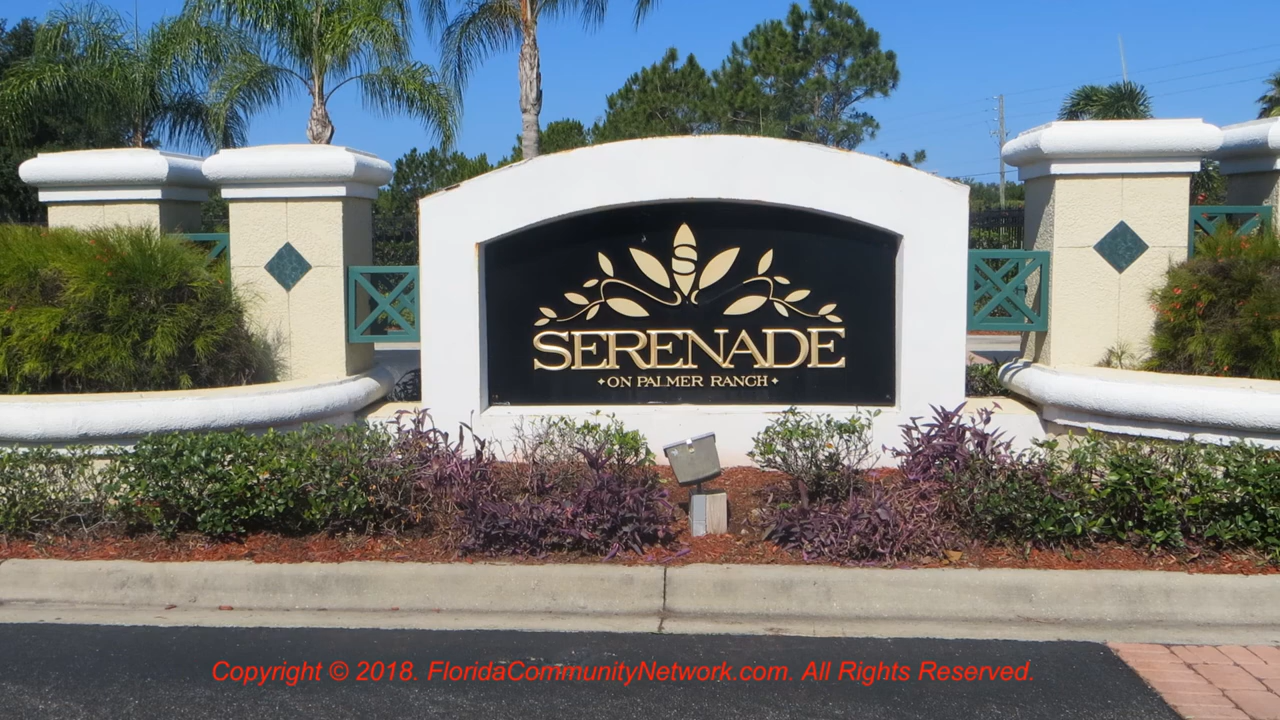 SERENADE
ON PALMER RANCH
Copyright © 2018. FloridaCommunityNetwork.com. All Rights Reserved.